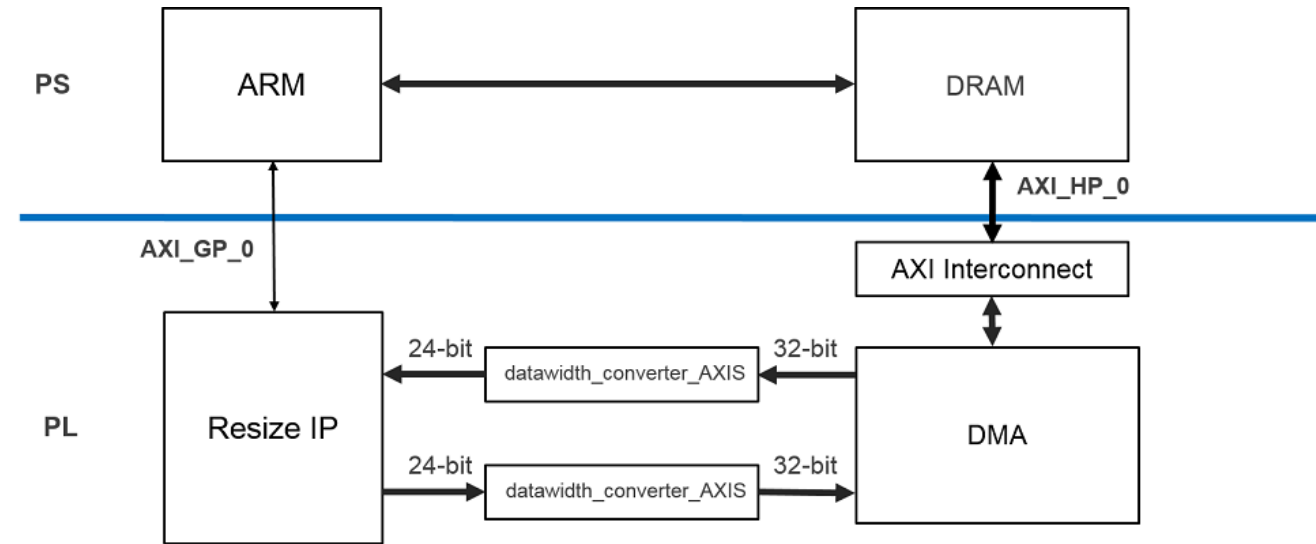 PS
ARM
DRAM
AXI_HP_0
AXI_GP_0
AXI Interconnect
24-bit
datawidth_converter_AXIS
32-bit
PL
Resize IP
DMA
24-bit
datawidth_converter_AXIS
32-bit